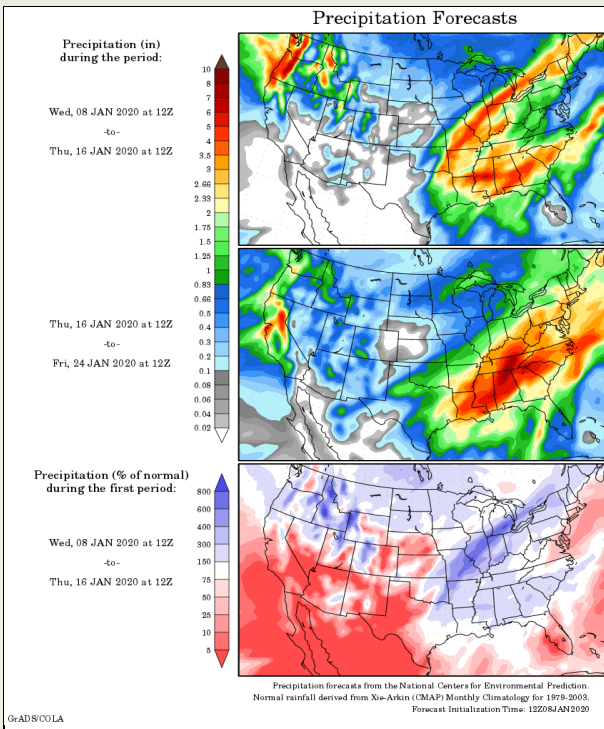 Precipitation Forecasts
Precipitation (in)
during the period:
Wed, 08 JAN 2020 at 12Z
-to-
Thu, 16 JAN 2020 at 12Z
10
8
7
6
5
4
3.5
3
2.66
2.33
2
1.75
1.5
1.25
1
0.83
0.66
0.5
0.4
0.3
0.2
0.1
0.08
0.06
0.04
0.02
Thu, 16 JAN 2020 at 12Z
-to-
Fri, 24 JAN 2020 at 12Z
Precipitation (% of normal)
during the first period:
Wed, 08 JAN 2020 at 12Z
-to-
Thu, 16 JAN 2020 at 12Z
800
600
400
300
150
75
50
25
10
5
Precipitation forecasts from the National Centers for Environmental Prediction.
Normal rainfall derived from Xie-Arkin (CMAP) Monthly Climatology for 1979-2003.
Forecast Initialization Time: 12Z08JAN2020
GrADS/COLA